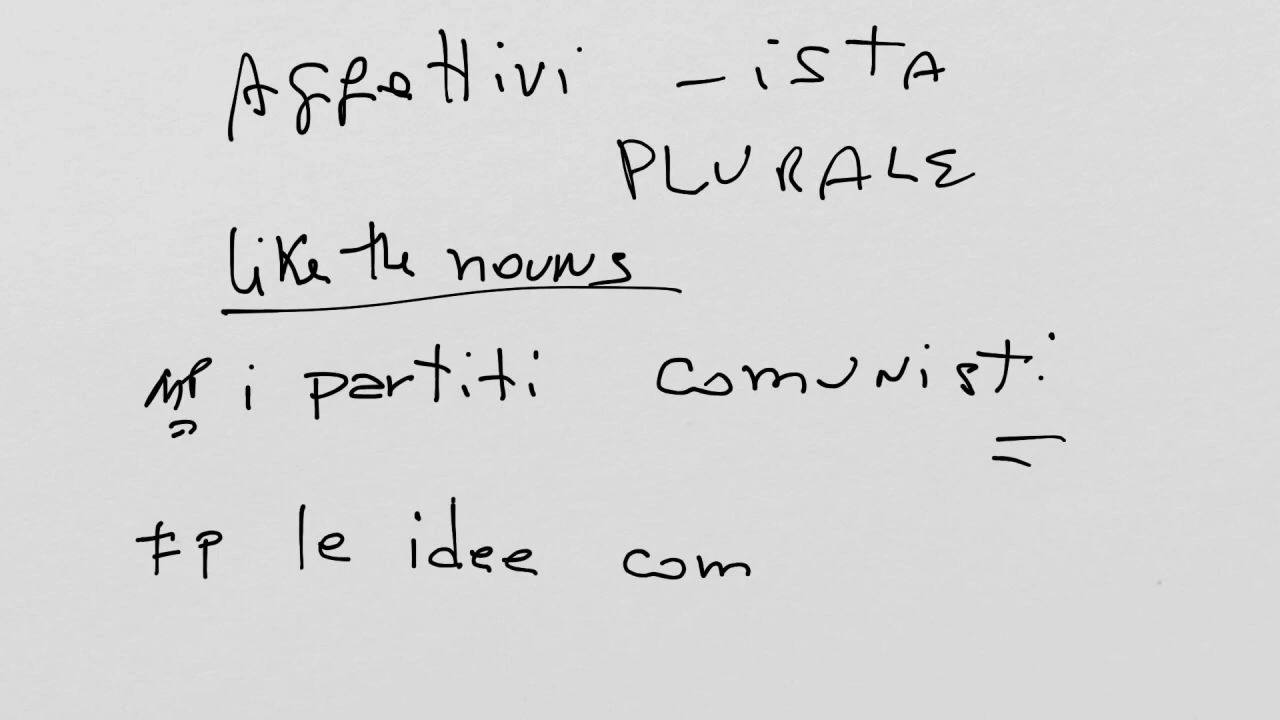 Aggettivi -ista
PLURALE
like the nouns
MP i partiti comunisti
FP le idee com